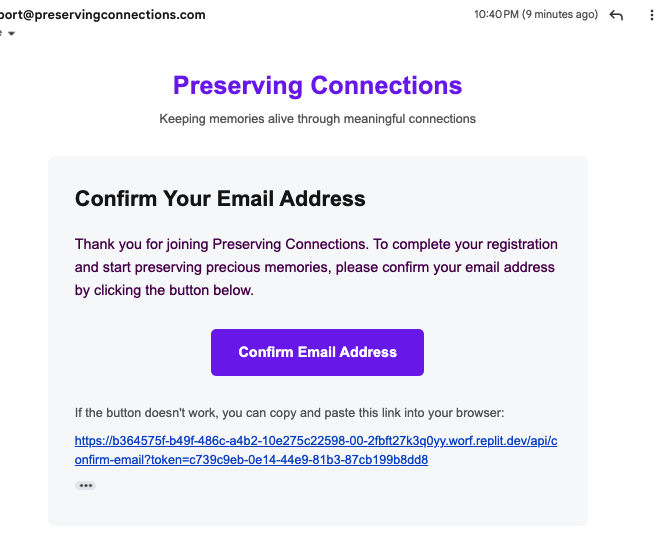 port@preservingconnections.com 10:40 PM (9 minutes ago)
Preserving Connections
Keeping memories alive through meaningful connections
Confirm Your Email Address
Thank you for joining Preserving Connections. To complete your registration
and start preserving precious memories, please confirm your email address
by clicking the button below.
Confirm Email Address
If the button doesn't work, you can copy and paste this link into your browser:
https://b364575f-b49f-486c-a4b2-10e275c22598-00-2fbft27k3q0yy.worf.replit.dev/api/c
onfirm-email?token=c739c9eb-0e14-44e9-81b3-87cb199b8dd8